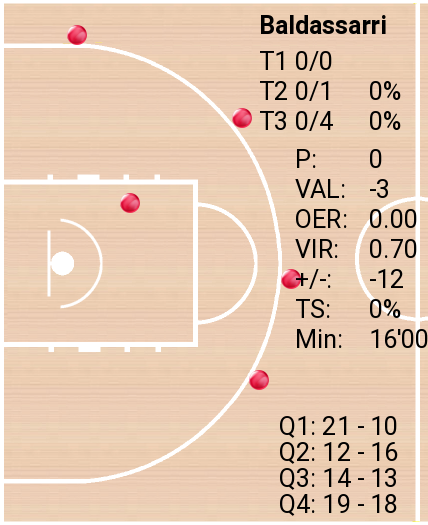 Baldassarri
T1 0/0
T2 0/1 0%
T3 0/4 0%
P: 0
VAL: -3
OER: 0.00
VIR: 0.70
+/-: -12
TS: 0%
Min: 16'00
Q1: 21 - 10
Q2: 12 - 16
Q3: 14 - 13
Q4: 19 - 18